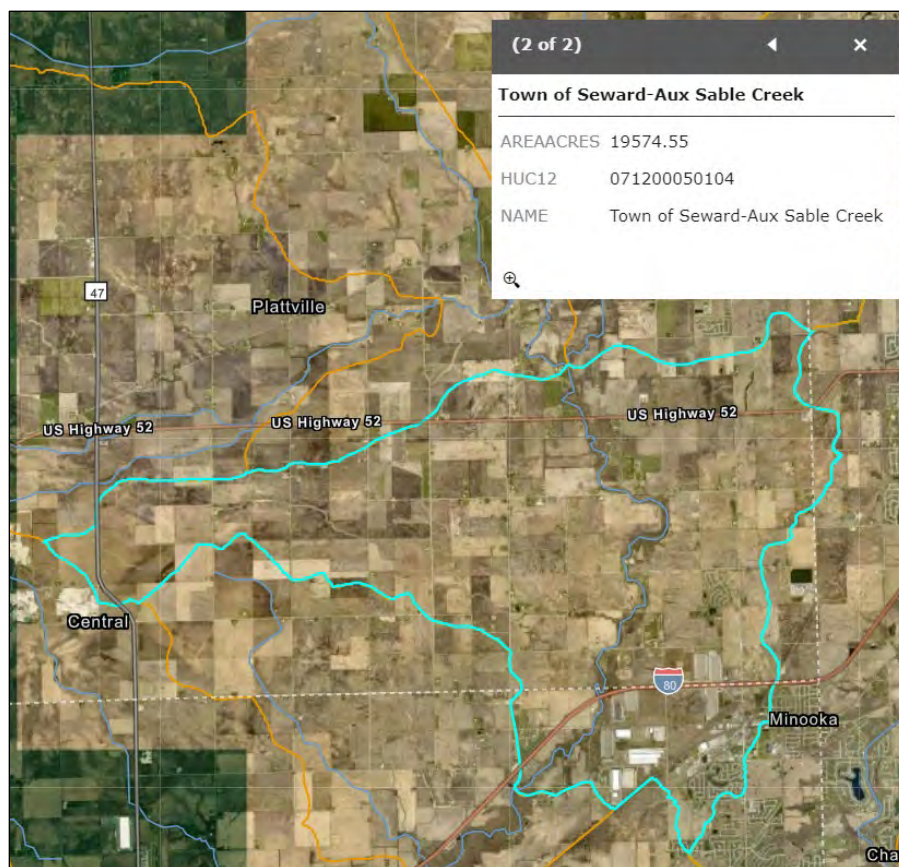 (2 of 2)
Town of Seward-Aux Sable Creek
AREAACRES 19574.55
HUC12 071200050104
NAME Town of Seward-Aux Sable Creek
47
Plattville
US Highway 52
US Highway 52
US Highway 52
Central
80
Minooka
Cha